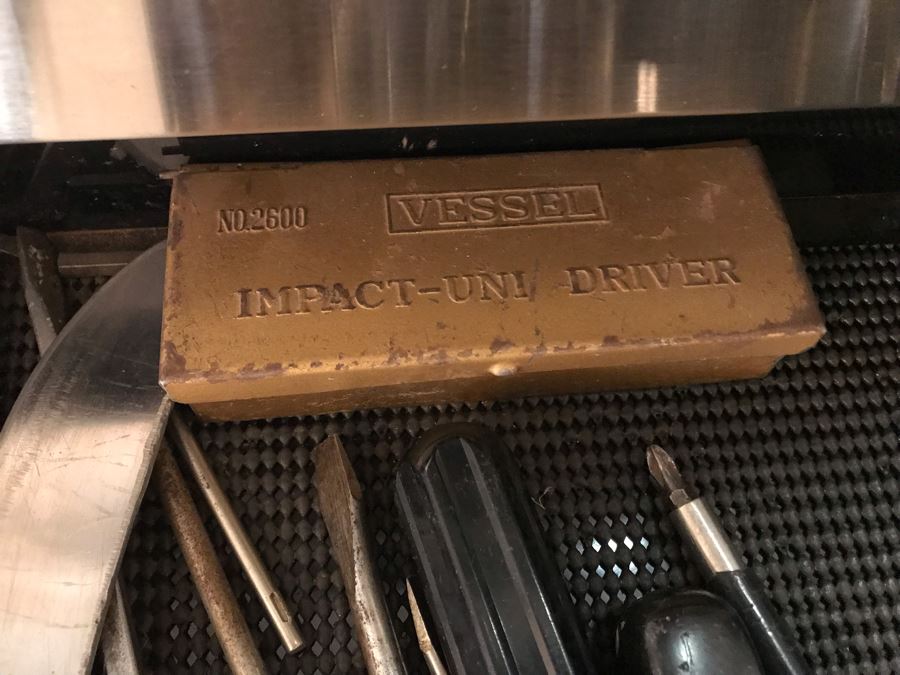 NO.2600
VESSEL
IMPACT-UNI DRIVER